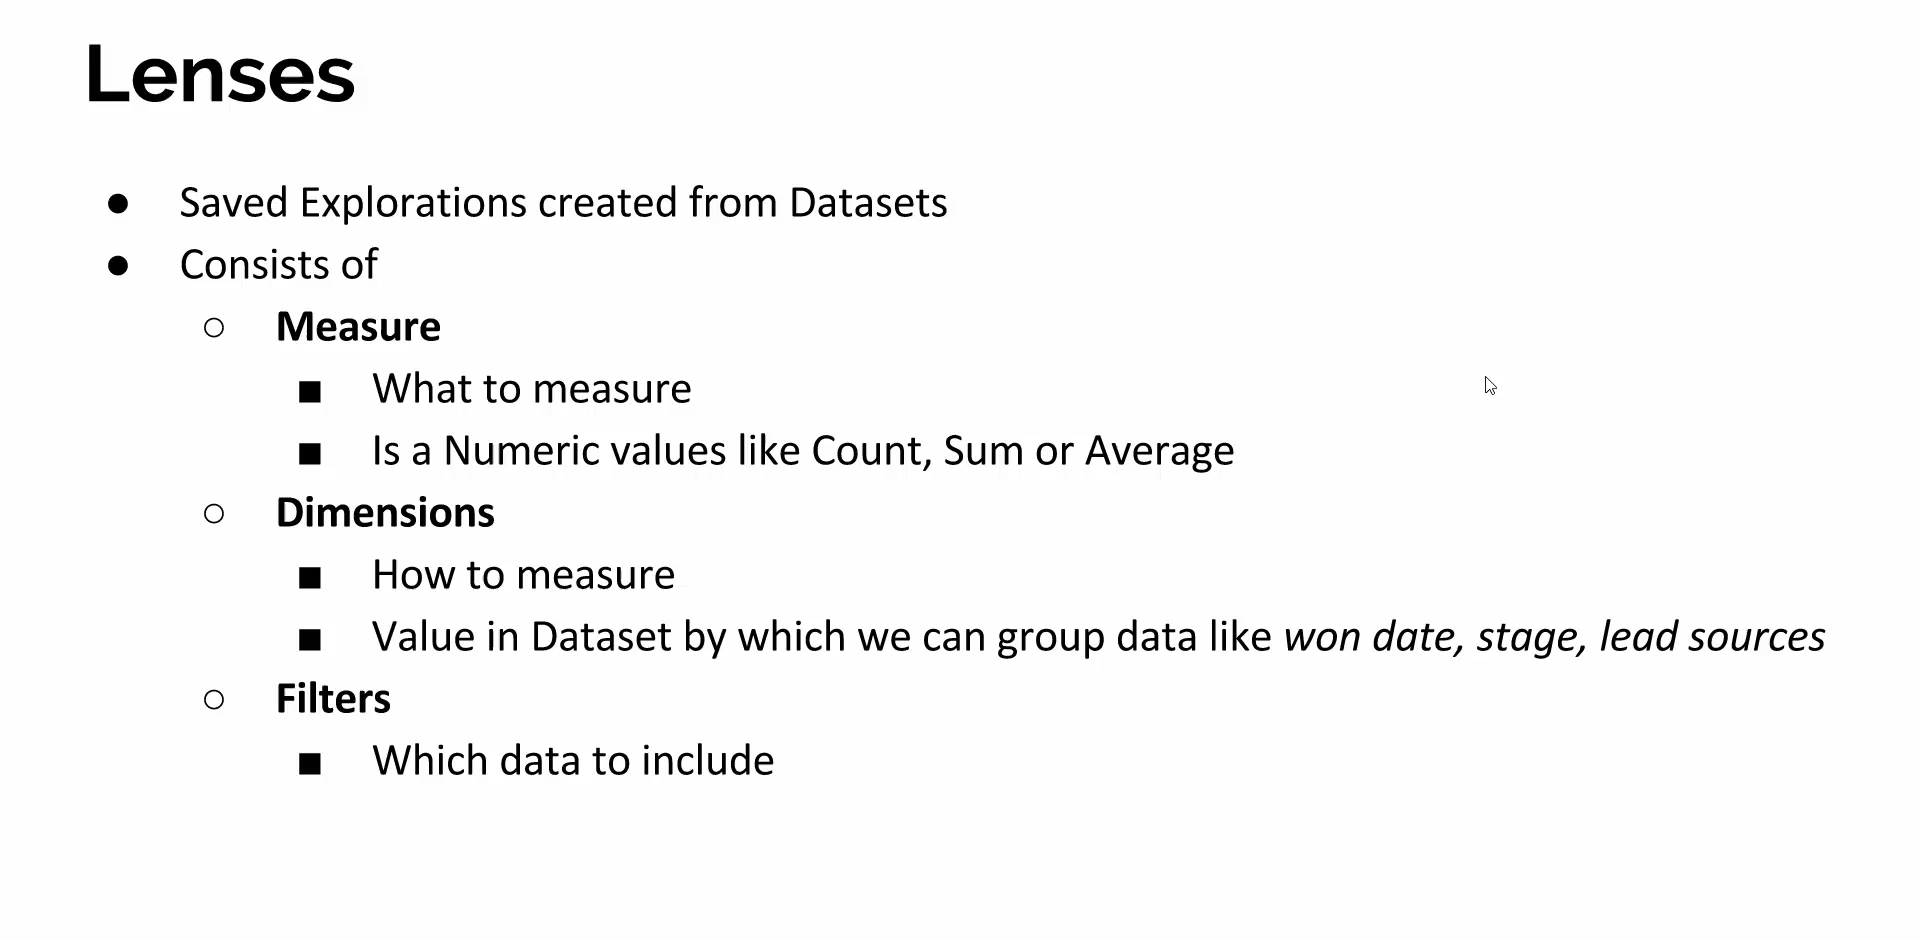 Lenses
● Saved Explorations created from Datasets
● Consists of
○ Measure
■ What to measure
■ Is a Numeric values like Count, Sum or Average
○ Dimensions
■ How to measure
■ Value in Dataset by which we can group data like won date, stage, lead sources
○ Filters
■ Which data to include